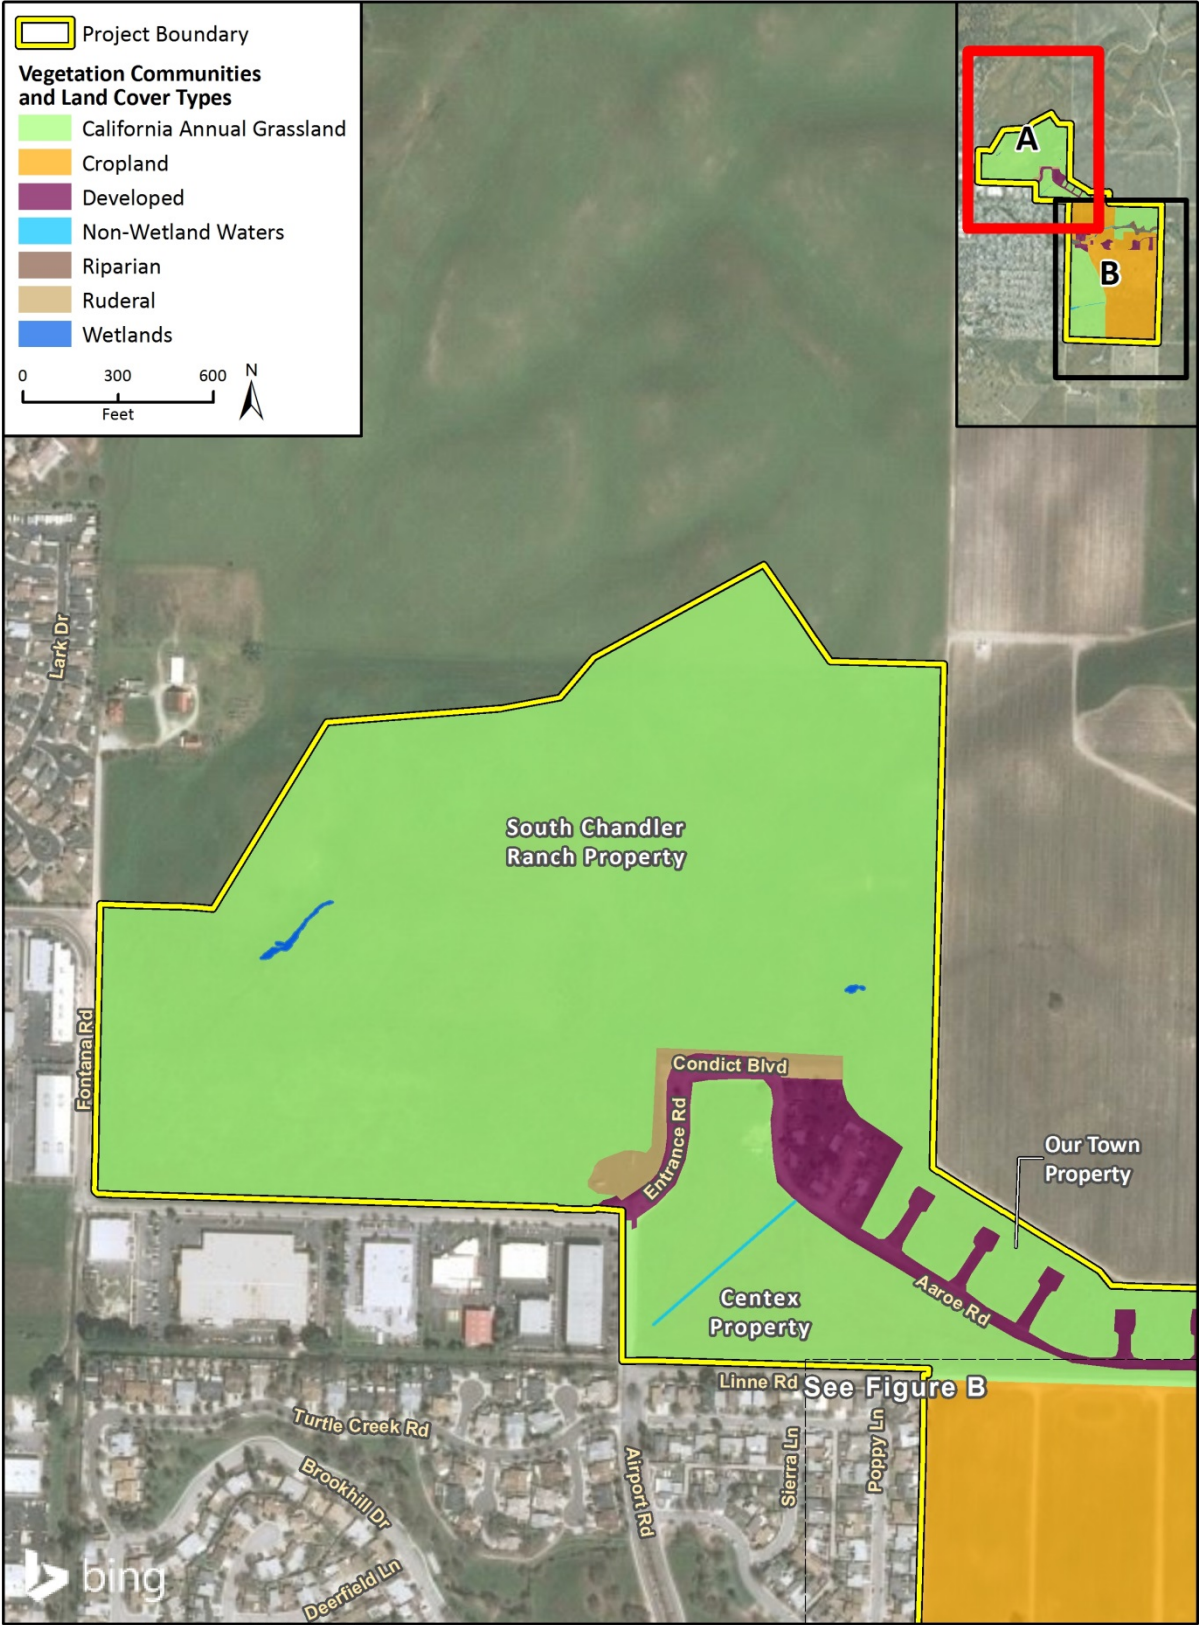 Project Boundary
Vegetation Communities
and Land Cover Types
California Annual Grassland
Cropland
Developed
Non-Wetland Waters
Riparian
Ruderal
Wetlands
0 300 600
Feet
N
A
B
Lark Dr
South Chandler
Ranch Property
Fontana Rd
Condict Blvd
Entrance Rd
Our Town
Property
Aaroe Rd
Centex
Property
Linne Rd
See Figure B
Turtle Creek Rd
Brookhill Dr
Deerfield Ln
Airport Rd
Sierra Ln
Poppy Ln
bing